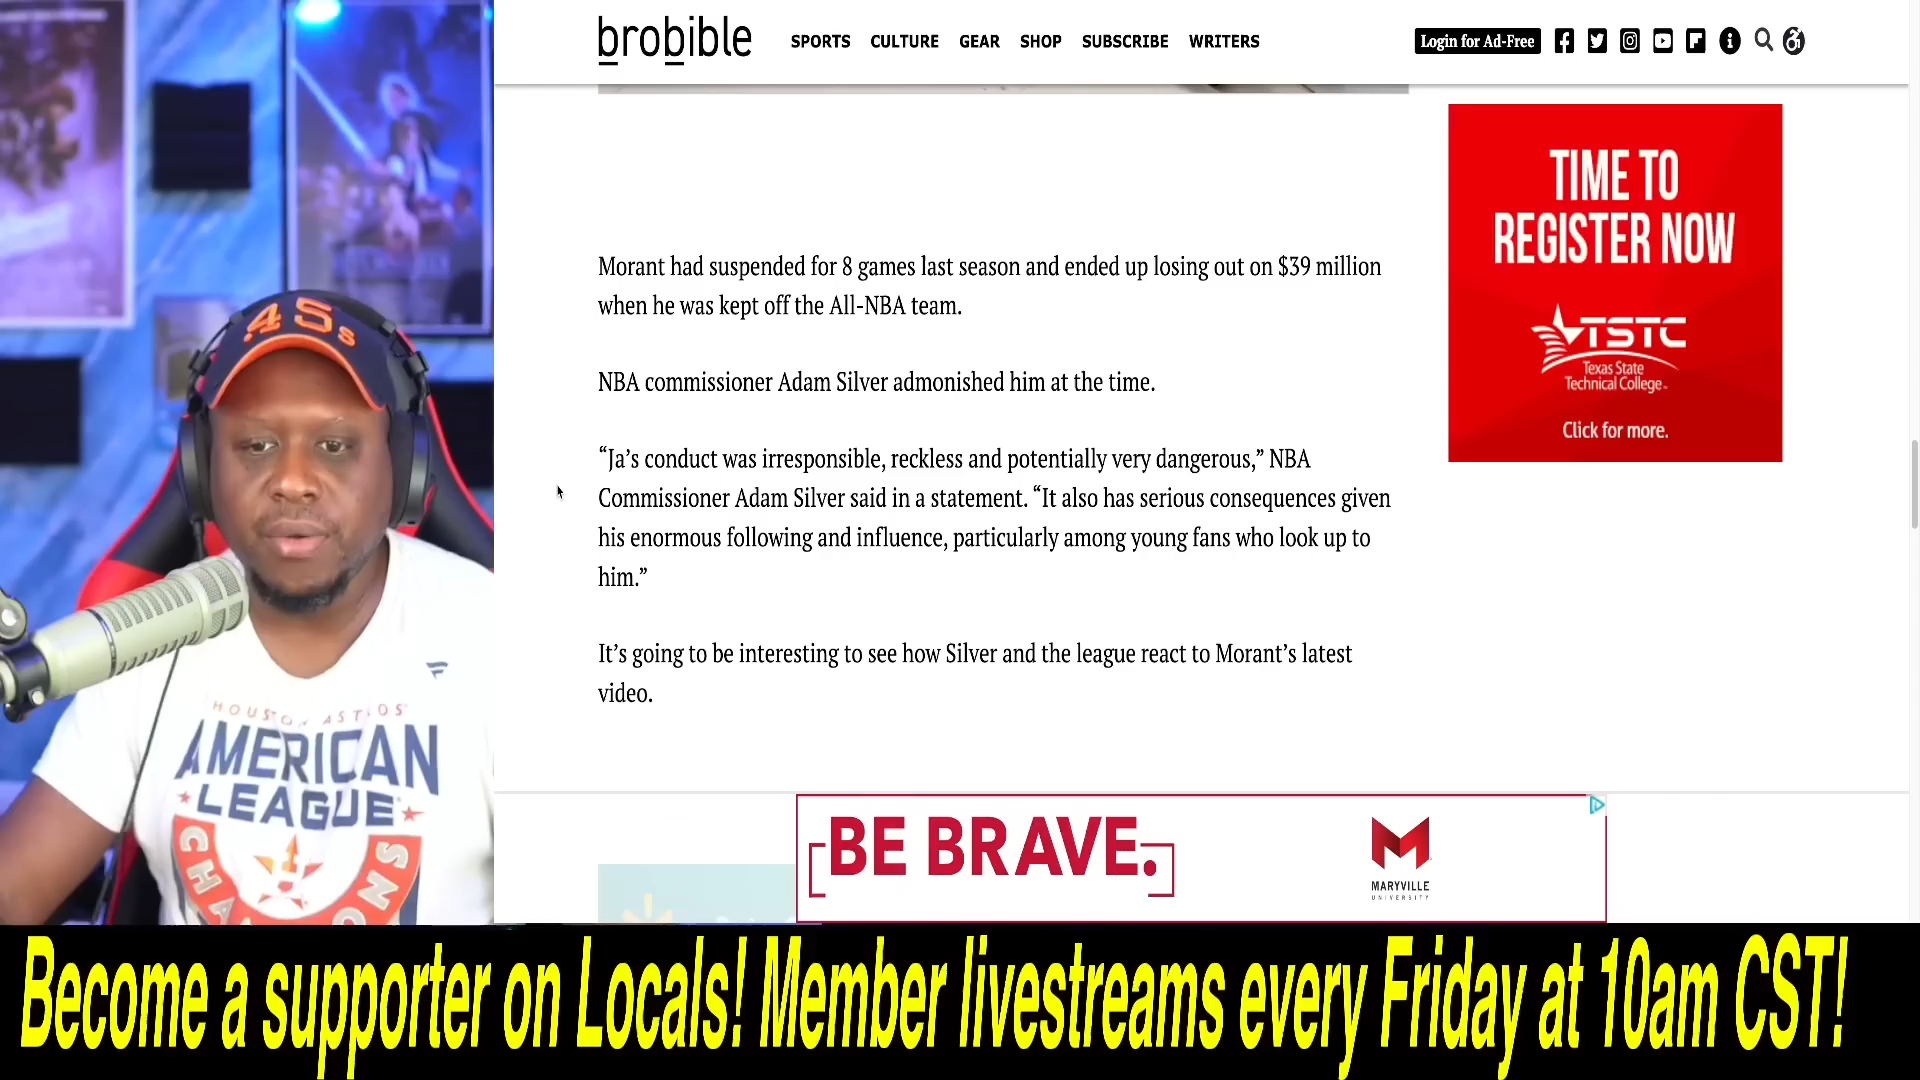 brobible
SPORTS CULTURE GEAR SHOP SUBSCRIBE WRITERS
Login for Ad-Free
TIME TO
REGISTER NOW
TSTC
Texas State
Technical College
Click for more.
Morant had suspended for 8 games last season and ended up losing out on $39 million
when he was kept off the All-NBA team.
NBA commissioner Adam Silver admonished him at the time.
“Ja’s conduct was irresponsible, reckless and potentially very dangerous,” NBA
Commissioner Adam Silver said in a statement. “It also has serious consequences given
his enormous following and influence, particularly among young fans who look up to
him.”
It’s going to be interesting to see how Silver and the league react to Morant’s latest
video.
.45s
HOUSTON ASTROS
AMERICAN
LEAGUE
CHAMPIONS
BE BRAVE.
MARYVILLE
UNIVERSITY
Become a supporter on Locals! Member livestreams every Friday at 10am CST!